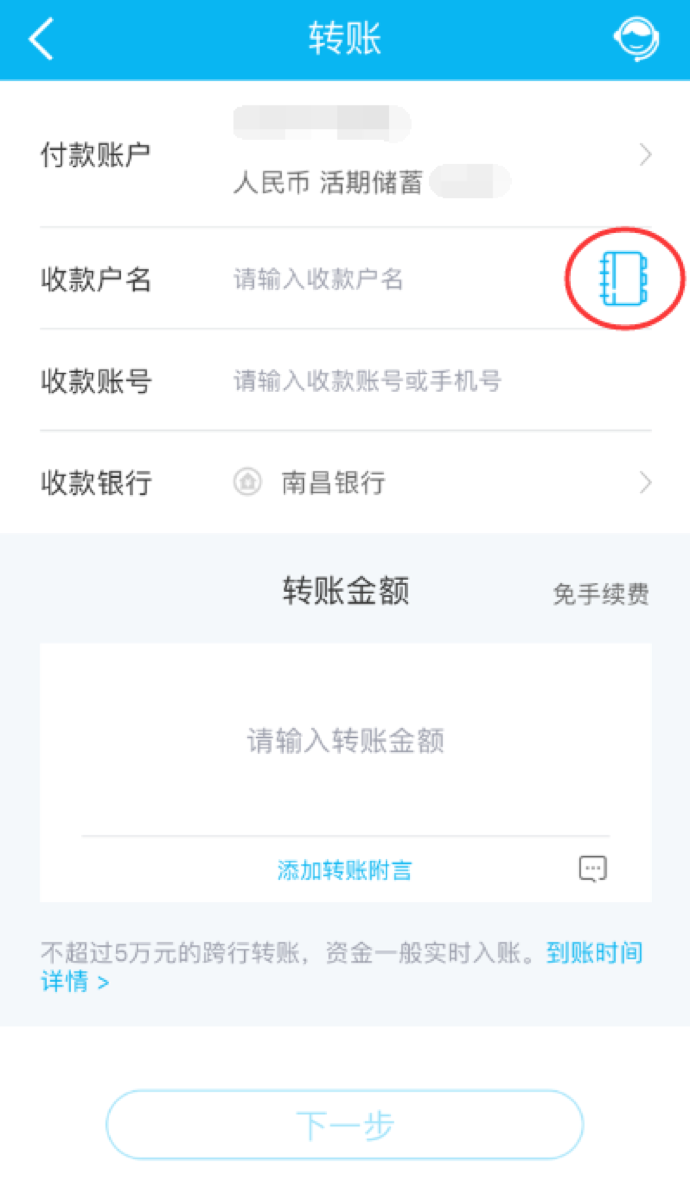 转账
付款账户
人民币 活期储蓄
收款户名 请输入收款户名
收款账号 请输入收款账号或手机号
收款银行 南昌银行
转账金额 免手续费
请输入转账金额
添加转账附言
不超过5万元的跨行转账，资金一般实时入账。到账时间
详情 >
下一步